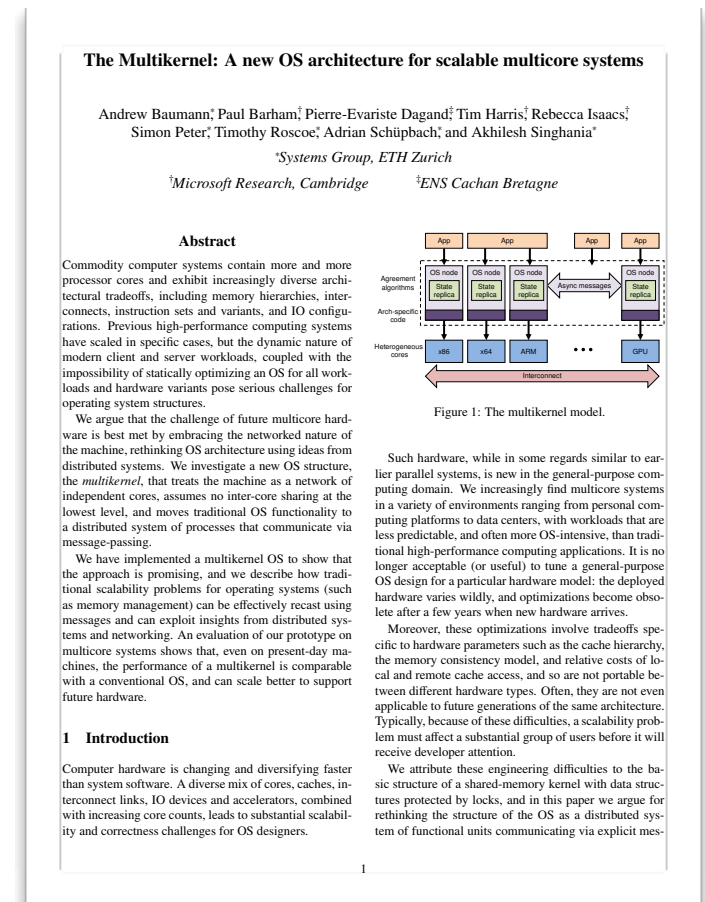 The Multikernel: A new OS architecture for scalable multicore systems
Andrew Baumann,* Paul Barham,† Pierre-Evariste Dagand,‡ Tim Harris,† Rebecca Isaacs,†
Simon Peter,* Timothy Roscoe,* Adrian Schüpbach,* and Akhilesh Singhania*
*Systems Group, ETH Zurich
†Microsoft Research, Cambridge ‡ENS Cachan Bretagne
Abstract
Commodity computer systems contain more and more
processor cores and exhibit increasingly diverse archi-
tectural tradeoffs, including memory hierarchies, inter-
connects, instruction sets and variants, and IO configu-
rations. Previous high-performance computing systems
have scaled in specific cases, but the dynamic nature of
modern client and server workloads, coupled with the
impossibility of statically optimizing an OS for all work-
loads and hardware variants pose serious challenges for
operating system structures.
We argue that the challenge of future multicore hard-
ware is best met by embracing the networked nature of
the machine, rethinking OS architecture using ideas from
distributed systems. We investigate a new OS structure,
the multikernel, that treats the machine as a network of
independent cores, assumes no inter-core sharing at the
lowest level, and moves traditional OS functionality to
a distributed system of processes that communicate via
message-passing.
We have implemented a multikernel OS to show that
the approach is promising, and we describe how tradi-
tional scalability problems for operating systems (such
as memory management) can be effectively recast using
messages and can exploit insights from distributed sys-
tems and networking. An evaluation of our prototype on
multicore systems shows that, even on present-day ma-
chines, the performance of a multikernel is comparable
with a conventional OS, and can scale better to support
future hardware.
1 Introduction
Computer hardware is changing and diversifying faster
than system software. A diverse mix of cores, caches, in-
terconnect links, IO devices and accelerators, combined
with increasing core counts, leads to substantial scalabil-
ity and correctness challenges for OS designers.
App App App App
OS node OS node OS node OS node
Agreement
algorithms
State
replica
State
replica
State
replica
Async messages
State
replica
Arch-specific
code
Heterogeneous
cores
x86 x64 ARM • • • GPU
Interconnect
Figure 1: The multikernel model.
Such hardware, while in some regards similar to ear-
lier parallel systems, is new in the general-purpose com-
puting domain. We increasingly find multicore systems
in a variety of environments ranging from personal com-
puting platforms to data centers, with workloads that are
less predictable, and often more OS-intensive, than tradi-
tional high-performance computing applications. It is no
longer acceptable (or useful) to tune a general-purpose
OS design for a particular hardware model: the deployed
hardware varies wildly, and optimizations become obso-
lete after a few years when new hardware arrives.
Moreover, these optimizations involve tradeoffs spe-
cific to hardware parameters such as the cache hierarchy,
the memory consistency model, and relative costs of lo-
cal and remote cache access, and so are not portable be-
tween different hardware types. Often, they are not even
applicable to future generations of the same architecture.
Typically, because of these difficulties, a scalability prob-
lem must affect a substantial group of users before it will
receive developer attention.
We attribute these engineering difficulties to the ba-
sic structure of a shared-memory kernel with data struc-
tures protected by locks, and in this paper we argue for
rethinking the structure of the OS as a distributed sys-
tem of functional units communicating via explicit mes-
1